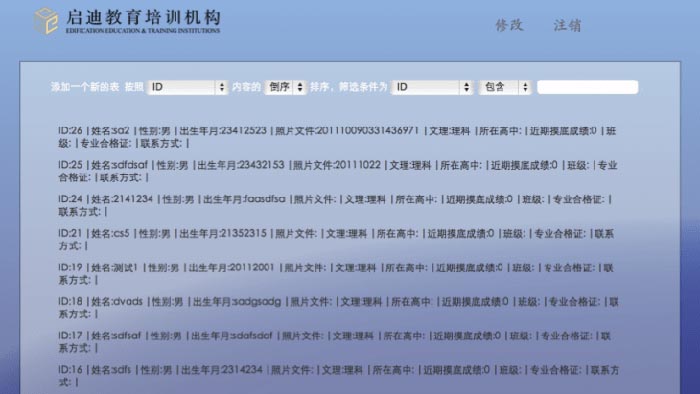 启迪教育培训机构
EDIFICATION EDUCATION & TRAINING INSTITUTIONS
修改 注销
添加一个新的表 按照 ID 内容的 倒序 排序，筛选条件为 ID 包含
ID:26 | 姓名:sa2 | 性别:男 | 出生年月:23412523 | 照片文件:201110090331436971 | 文理:理科 | 所在高中: | 近期摸底成绩:0 | 班
级: | 专业合格证: | 联系方式: |
ID:25 | 姓名:sdfdsaf | 性别:男 | 出生年月:23432153 | 照片文件:20111022 | 文理:理科 | 所在高中: | 近期摸底成绩:0 | 班级: | 专业
合格证: | 联系方式: |
ID:24 | 姓名:2141234 | 性别:男 | 出生年月:faasdfsa | 照片文件: | 文理:理科 | 所在高中: | 近期摸底成绩:0 | 班级: | 专业合格证: |
联系方式: |
ID:21 | 姓名:cs5 | 性别:男 | 出生年月:21352315 | 照片文件: | 文理:理科 | 所在高中: | 近期摸底成绩:0 | 班级: | 专业合格证: | 联系
方式: |
ID:19 | 姓名:测试1 | 性别:男 | 出生年月:20112001 | 照片文件: | 文理:理科 | 所在高中: | 近期摸底成绩:0 | 班级: | 专业合格证: | 联
系方式: |
ID:18 | 姓名:dvads | 性别:男 | 出生年月:sadgsadg | 照片文件: | 文理:理科 | 所在高中: | 近期摸底成绩:0 | 班级: | 专业合格证: | 联
系方式: |
ID:17 | 姓名:sdfsaf | 性别:男 | 出生年月:sdafsdaf | 照片文件: | 文理:理科 | 所在高中: | 近期摸底成绩:0 | 班级: | 专业合格证: | 联
系方式: |
ID:16 | 姓名:sdfs | 性别:男 | 出生年月:2314234 | 照片文件: | 文理:理科 | 所在高中: | 近期摸底成绩:0 | 班级: | 专业合格证: | 联系
方式: |